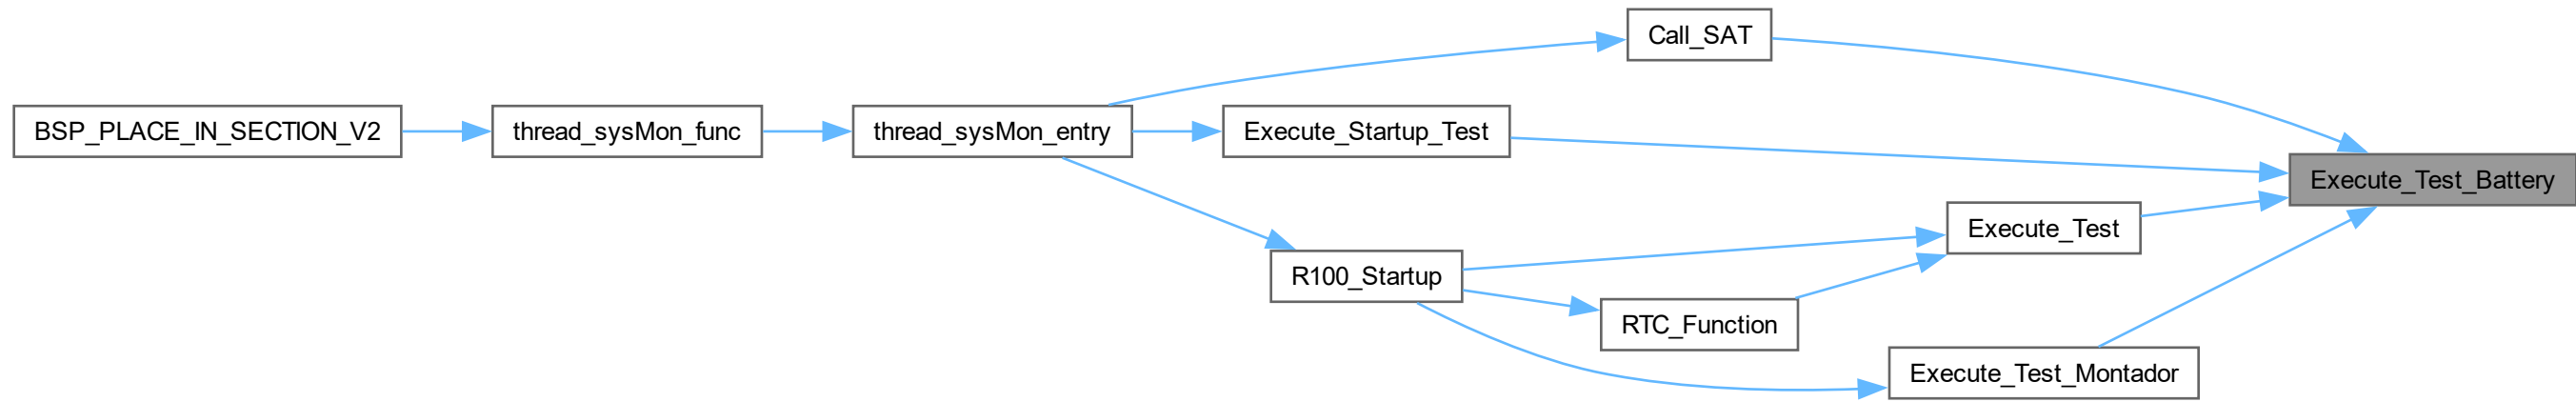 Call_SAT
BSP_PLACE_IN_SECTION_V2
thread_sysMon_func
thread_sysMon_entry
Execute_Startup_Test
Execute_Test_Battery
Execute_Test
R100_Startup
RTC_Function
Execute_Test_Montador